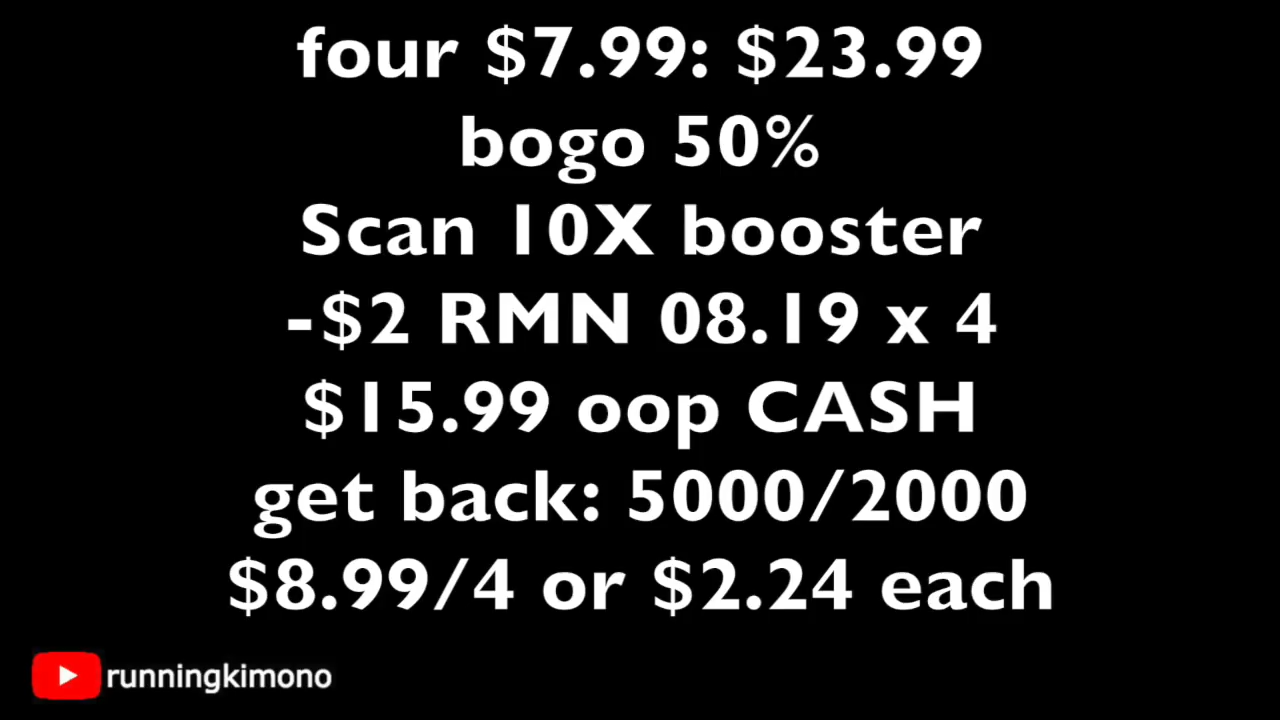 four $7.99: $23.99
bogo 50%
Scan 10X booster
-$2 RMN 08.19 x 4
$15.99 oop CASH
get back: 5000/2000
$8.99/4 or $2.24 each
runningkimono